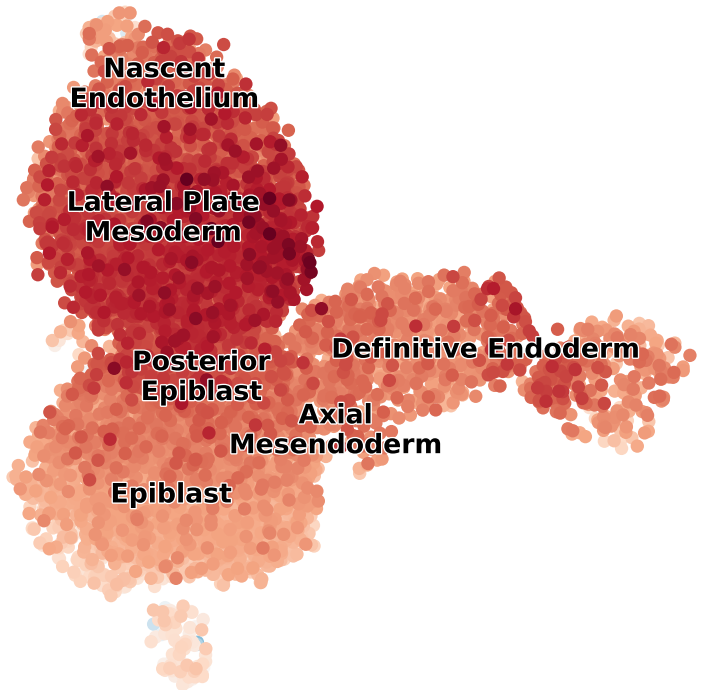 Nascent
Endothelium
Lateral Plate
Mesoderm
Definitive Endoderm
Posterior
Epiblast
Axial
Mesendoderm
Epiblast